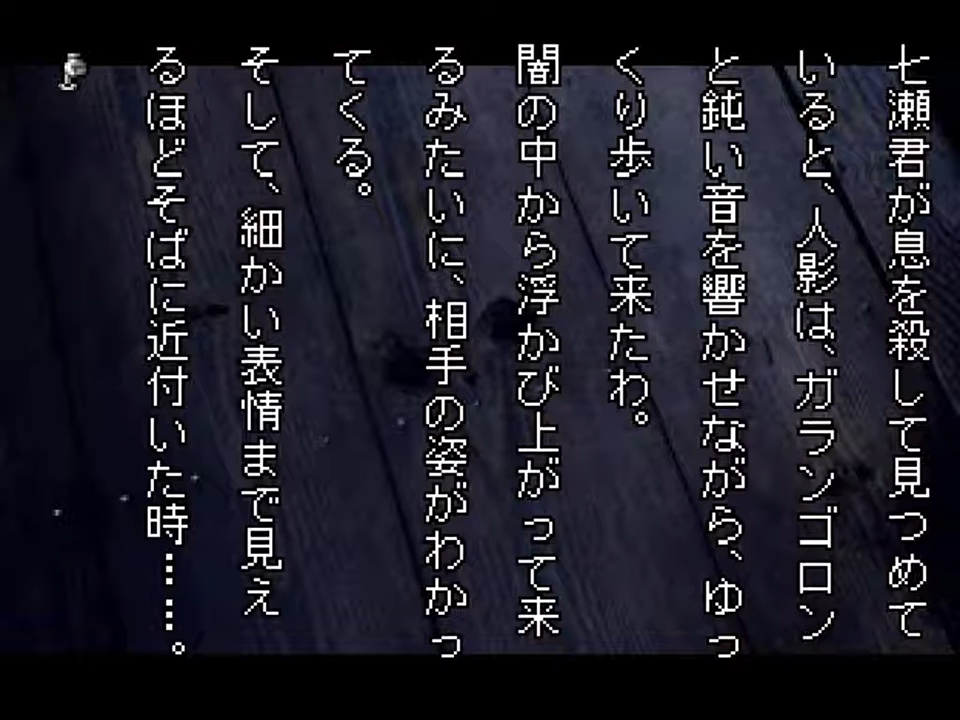 七瀬君が息を殺して見つめて
いると、人影は、ガランゴロン
と鈍い音を響かせながら、ゆっ
くり歩いて来たわ。
闇の中から浮かび上がって来
るみたいに、相手の姿がわかっ
てくる。
そして、細かい表情まで見え
るほどそばに近付いた時……。